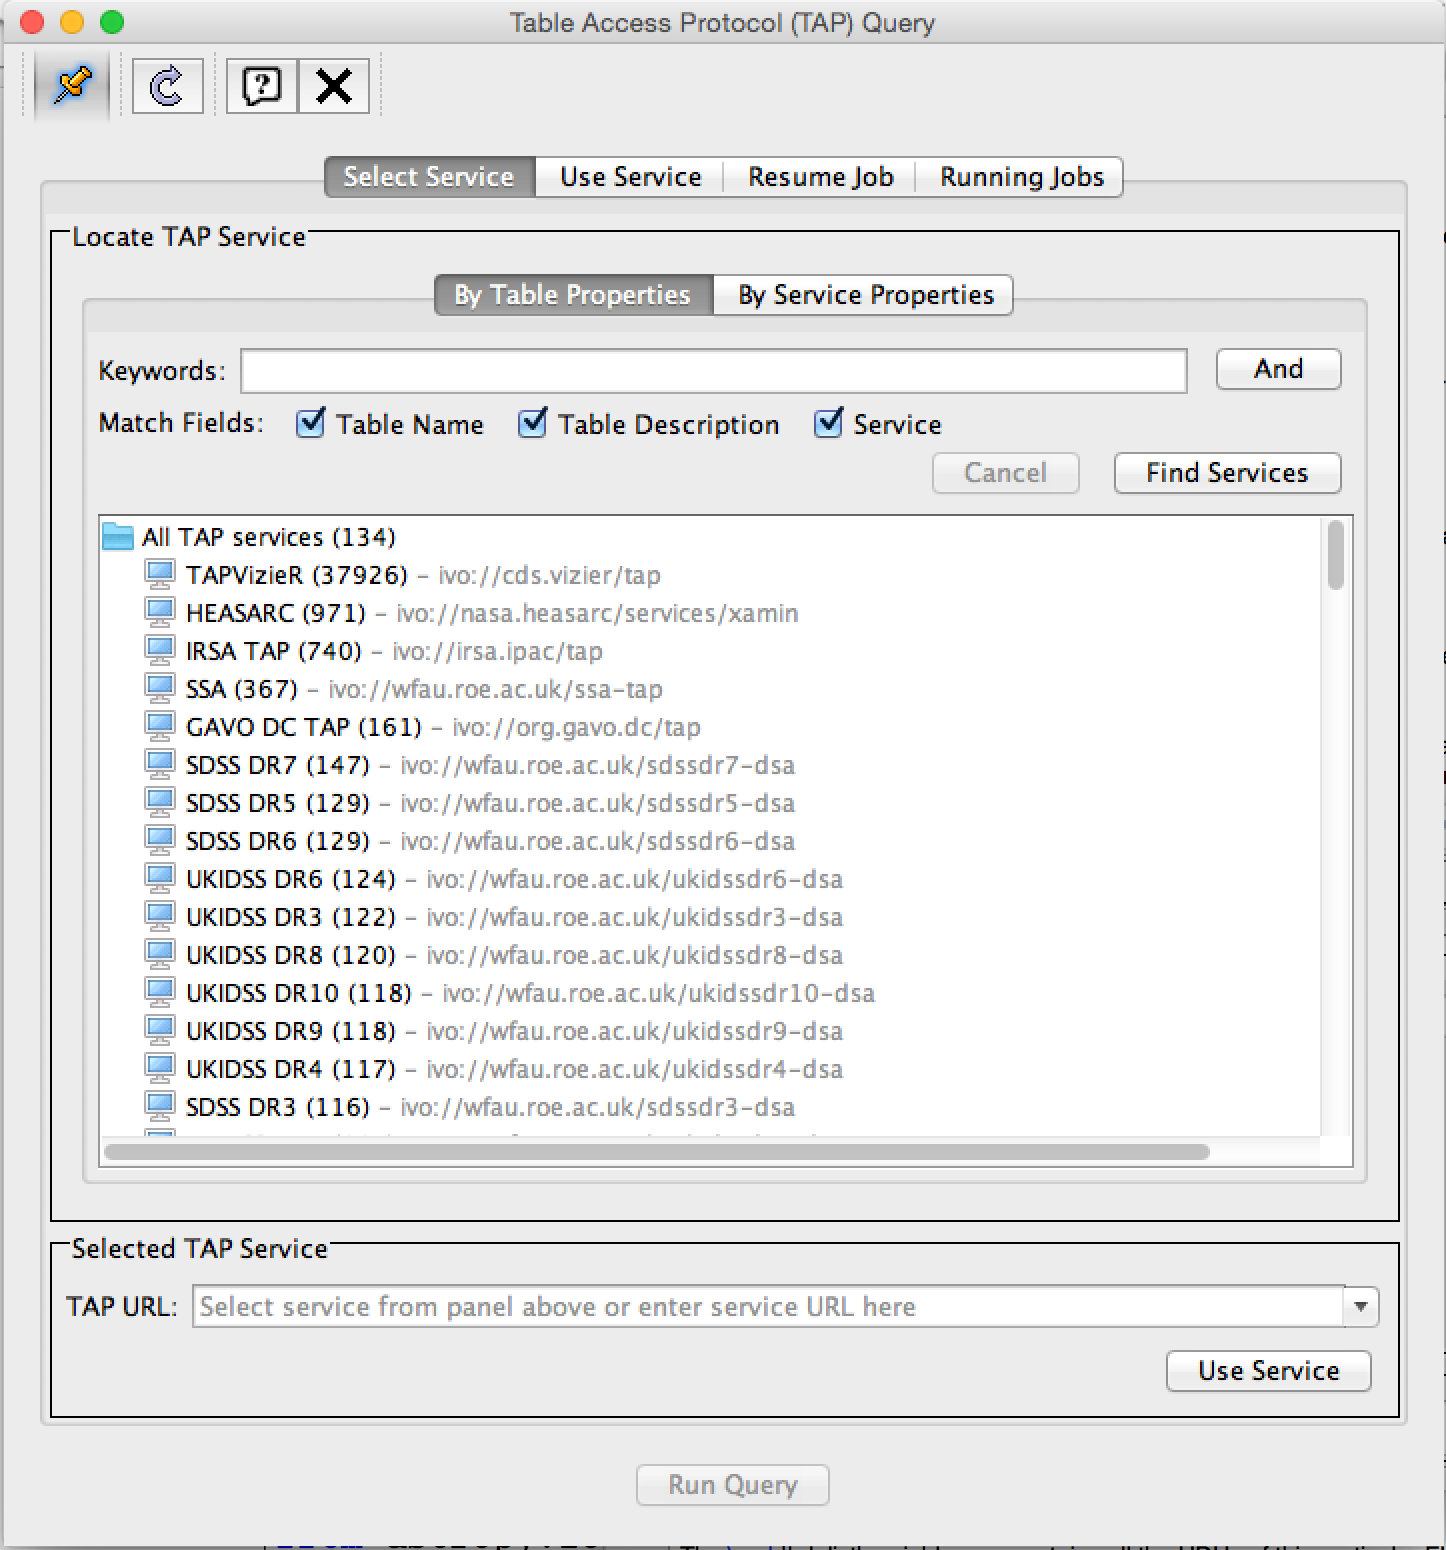 Table Access Protocol (TAP) Query
Select Service Use Service Resume Job Running Jobs
Locate TAP Service
By Table Properties By Service Properties
Keywords: And
Match Fields: Table Name Table Description Service
Cancel Find Services
All TAP services (134)
TAPVizieR (37926) – ivo://cds.vizier/tap
HEASARC (971) – ivo://nasa.heasarc/services/xamin
IRSA TAP (740) – ivo://irsa.ipac/tap
SSA (367) – ivo://wfau.roe.ac.uk/ssa-tap
GAVO DC TAP (161) – ivo://org.gavo.dc/tap
SDSS DR7 (147) – ivo://wfau.roe.ac.uk/sdssdr7-dsa
SDSS DR5 (129) – ivo://wfau.roe.ac.uk/sdssdr5-dsa
SDSS DR6 (129) – ivo://wfau.roe.ac.uk/sdssdr6-dsa
UKIDSS DR6 (124) – ivo://wfau.roe.ac.uk/ukidssdr6-dsa
UKIDSS DR3 (122) – ivo://wfau.roe.ac.uk/ukidssdr3-dsa
UKIDSS DR8 (120) – ivo://wfau.roe.ac.uk/ukidssdr8-dsa
UKIDSS DR10 (118) – ivo://wfau.roe.ac.uk/ukidssdr10-dsa
UKIDSS DR9 (118) – ivo://wfau.roe.ac.uk/ukidssdr9-dsa
UKIDSS DR4 (117) – ivo://wfau.roe.ac.uk/ukidssdr4-dsa
SDSS DR3 (116) – ivo://wfau.roe.ac.uk/sdssdr3-dsa
Selected TAP Service
TAP URL: Select service from panel above or enter service URL here
Use Service
Run Query